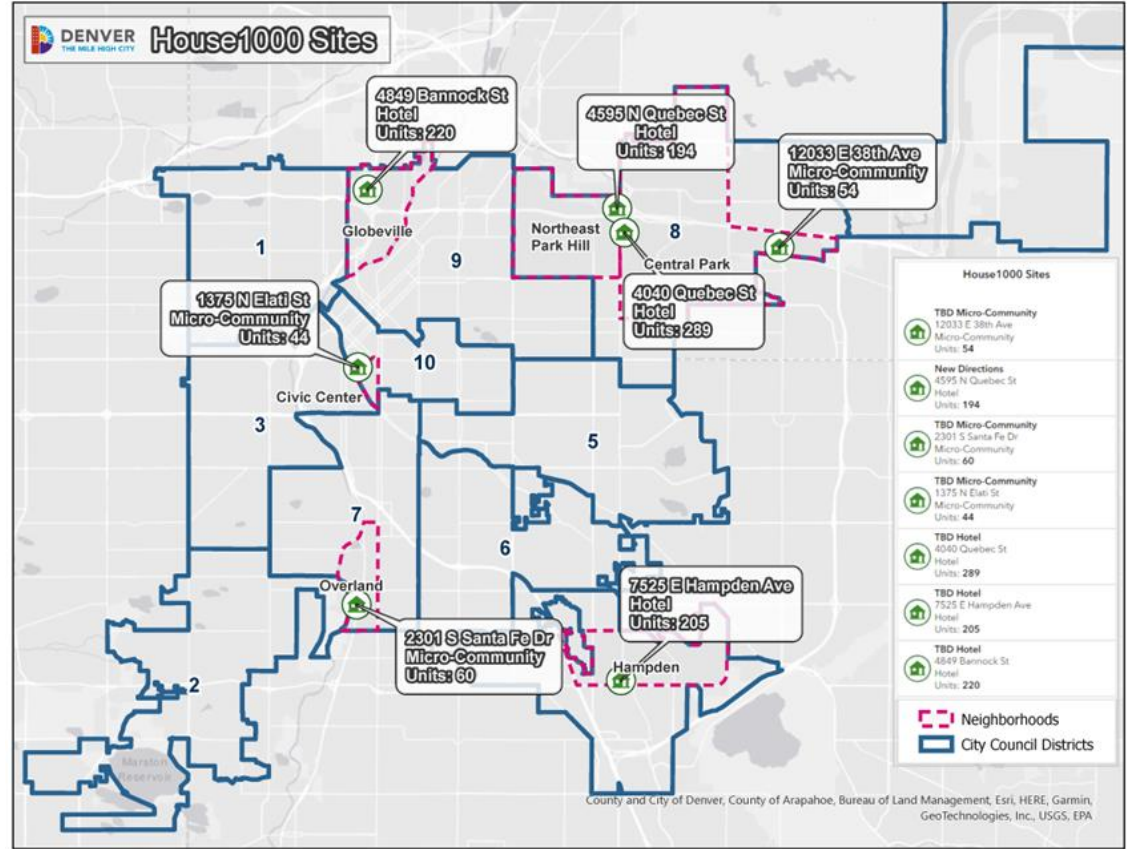 DENVER
THE MILE HIGH CITY
House1000 Sites
4849 Bannock St
Hotel
Units: 220
4595 N Quebec St
Hotel
Units: 194
12033 E 38th Ave
Micro-Community
Units: 54
Globeville
Northeast
Park Hill
Central Park
1
9
8
4040 Quebec St
Hotel
Units: 289
1375 N Elati St
Micro-Community
Units: 44
Civic Center
10
3
5
7
6
Overland
2301 S Santa Fe Dr
Micro-Community
Units: 60
7525 E Hampden Ave
Hotel
Units: 205
Hampden
2
Marston
Reservoir
House1000 Sites
TBD Micro-Community
12033 E 38th Ave
Micro-Community
Units: 54
New Directions
4595 N Quebec St
Hotel
Units: 194
TBD Micro-Community
2301 S Santa Fe Dr
Micro-Community
Units: 60
TBD Micro-Community
1375 N Elati St
Micro-Community
Units: 44
TBD Hotel
4040 Quebec St
Hotel
Units: 289
TBD Hotel
7525 E Hampden Ave
Hotel
Units: 205
TBD Hotel
4849 Bannock St
Hotel
Units: 220
Neighborhoods
City Council Districts
County and City of Denver, County of Arapahoe, Bureau of Land Management, Esri, HERE, Garmin,
GeoTechnologies, Inc., USGS, EPA